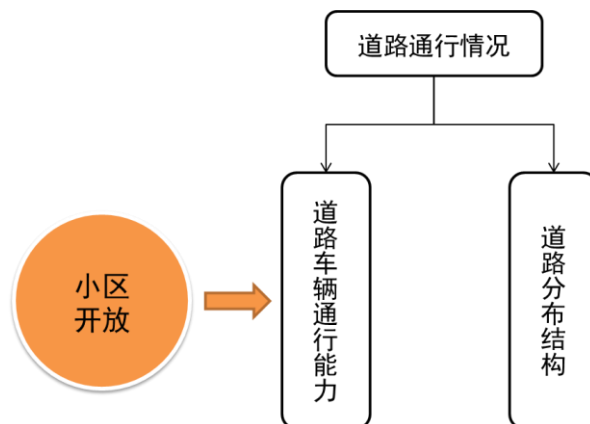 道路通行情况
小区
开放
道路车辆通行能力
道路分布结构